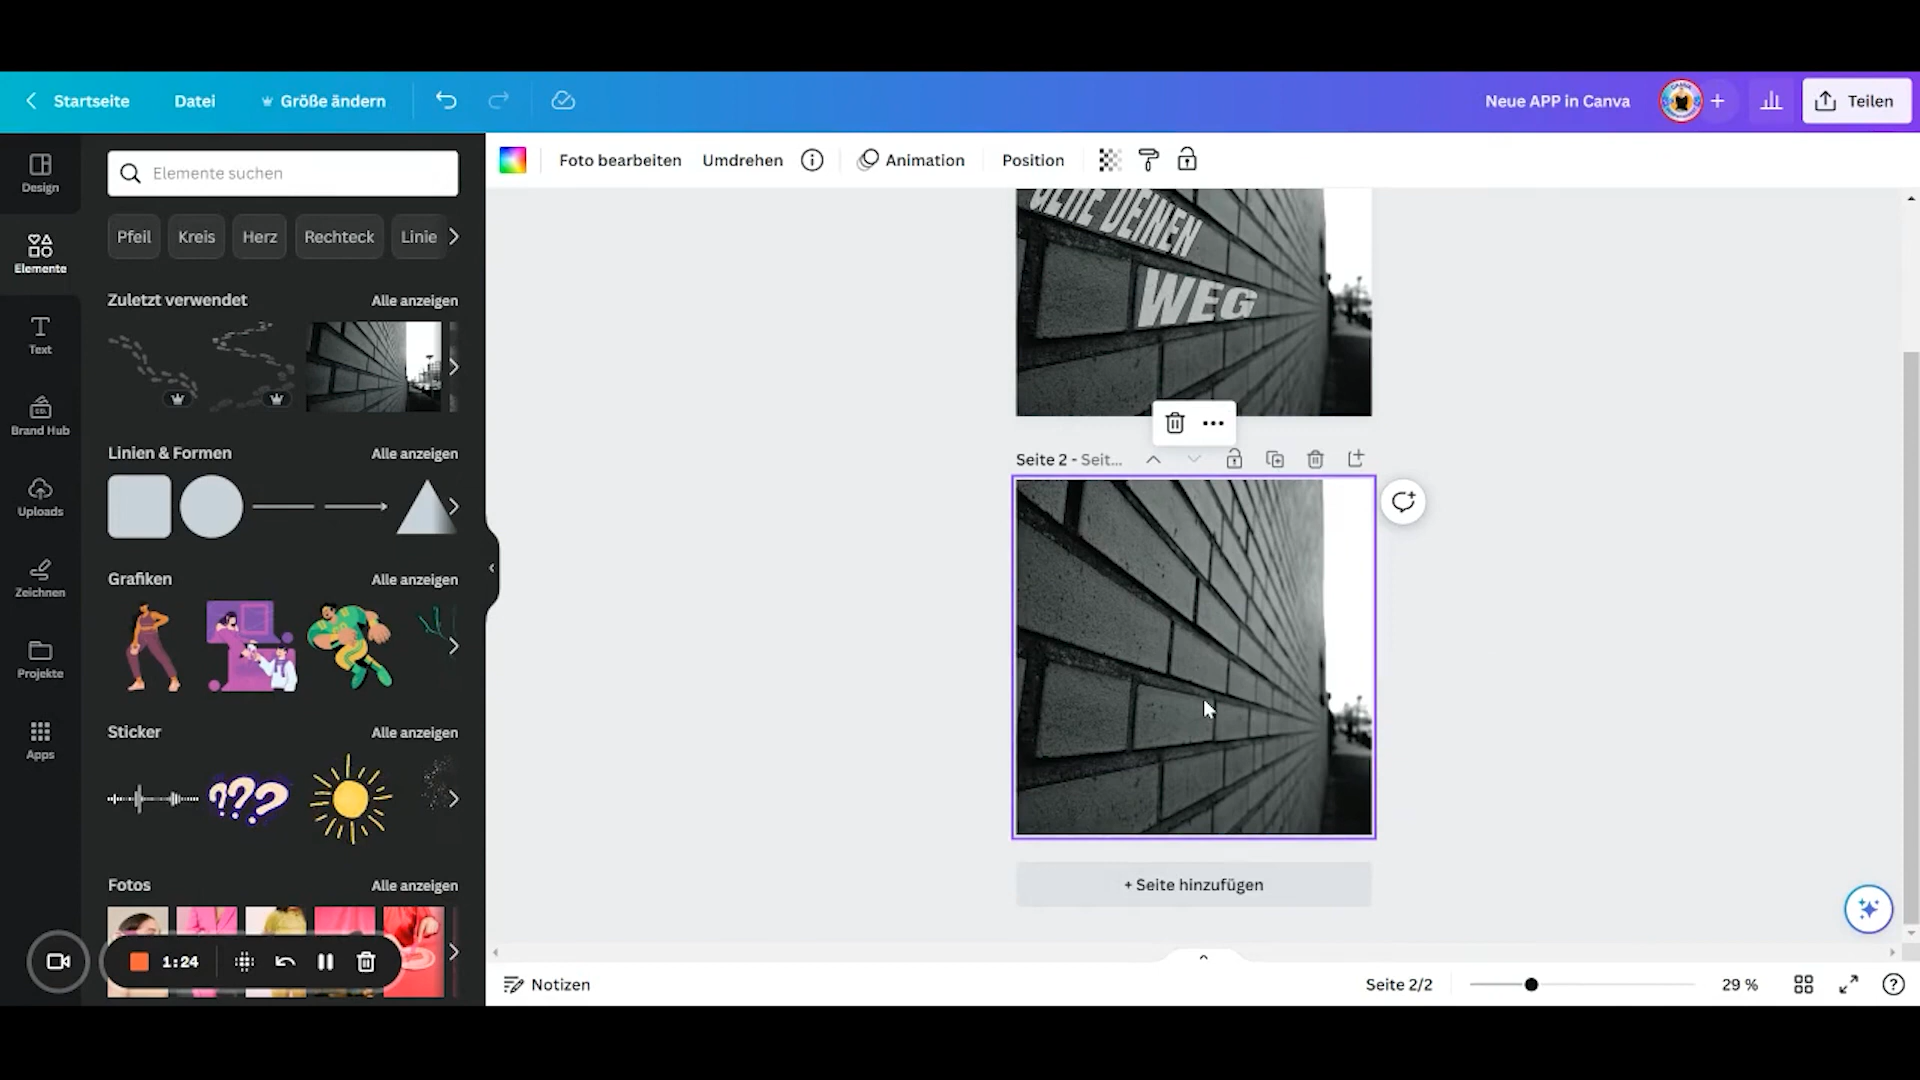 Startseite Datei Größe ändern Neue APP in Canva + Teilen
Design
Elemente
Text
Brand Hub
CO.
Uploads
Zeichnen
Projekte
Apps
Elemente suchen
Pfeil Kreis Herz Rechteck Linie
Zuletzt verwendet Alle anzeigen
Linien & Formen Alle anzeigen
Grafiken Alle anzeigen
Sticker Alle anzeigen
???
Fotos Alle anzeigen
1:24
Foto bearbeiten Umdrehen Animation Position
GEHE DEINEN
WEG
Seite 2 - Seit...
+ Seite hinzufügen
Notizen Seite 2/2 29 %